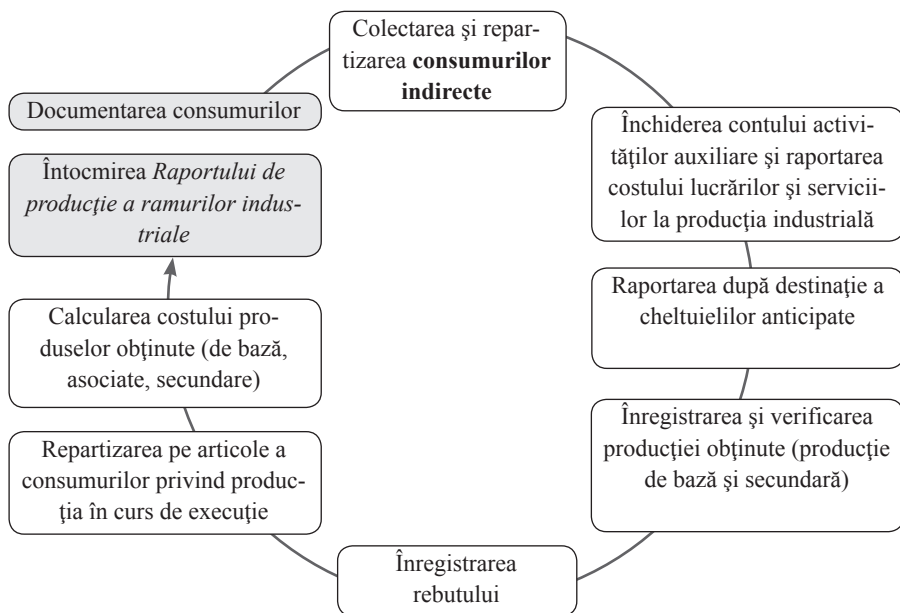 Colectarea şi repar-
tizarea consumurilor
indirecte
Documentarea consumurilor
Închiderea contului activi-
tăţilor auxiliare şi raportarea
costului lucrărilor şi servicii-
lor la producţia industrială
Întocmirea Raportului de
producţie a ramurilor indus-
triale
Raportarea după destinaţie a
cheltuielilor anticipate
Calcularea costului pro-
duselor obţinute (de bază,
asociate, secundare)
Înregistrarea şi verificarea
producţiei obţinute (producţie
de bază şi secundară)
Repartizarea pe articole a
consumurilor privind produc-
ţia în curs de execuţie
Înregistrarea
rebutului